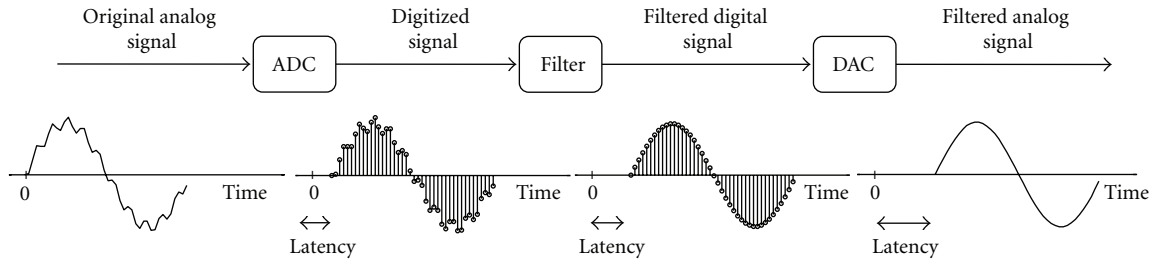 Original analog
signal
Digitized
signal
Filtered digital
signal
Filtered analog
signal
ADC
Filter
DAC
0
Time
0
Time
0
Time
0
Time
Latency
Latency
Latency